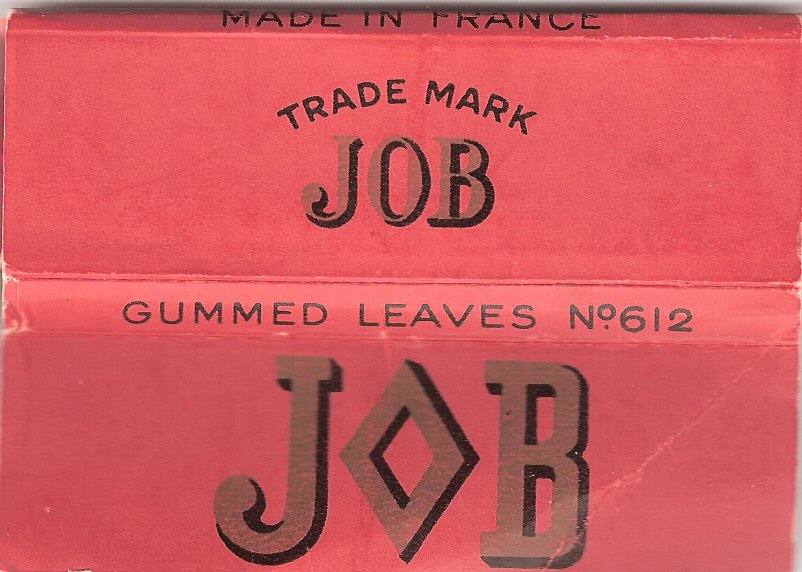 MADE IN FRANCE
TRADE MARK
JOB
GUMMED LEAVES Nº612
JOB